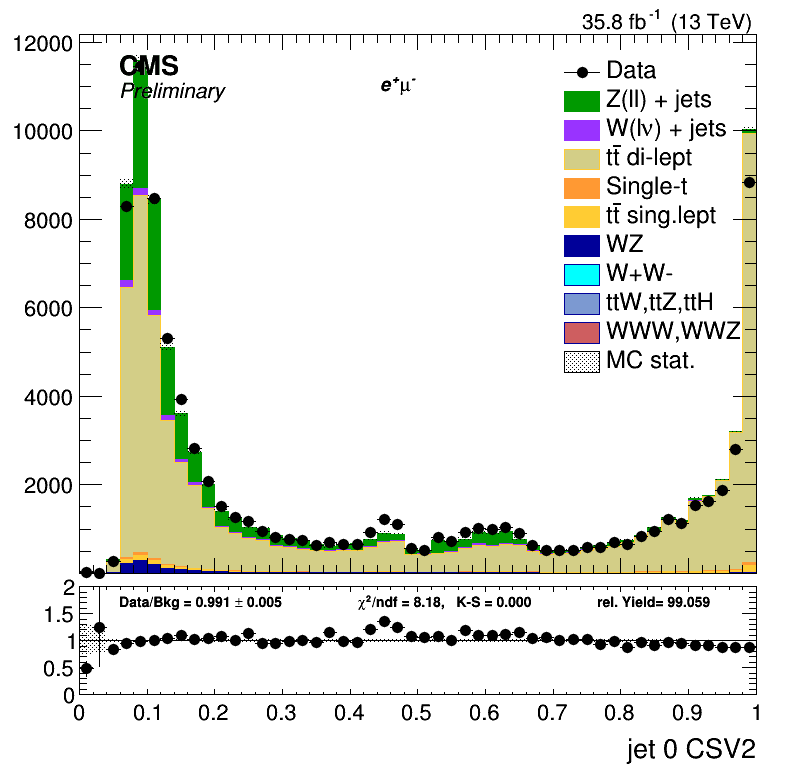 35.8 fb⁻¹ (13 TeV)
12000
10000
8000
6000
4000
2000
CMS
Preliminary
e⁺μ⁻
Data
Z(ll) + jets
W(lν) + jets
tt̄ di-lept
Single-t
tt̄ sing.lept
WZ
W+W-
ttW,ttZ,ttH
WWW,WWZ
MC stat.
2
1.5
1
0.5
0
Data/Bkg = 0.991 ± 0.005
χ²/ndf = 8.18, K-S = 0.000
rel. Yield= 99.059
0 0.1 0.2 0.3 0.4 0.5 0.6 0.7 0.8 0.9 1
jet 0 CSV2